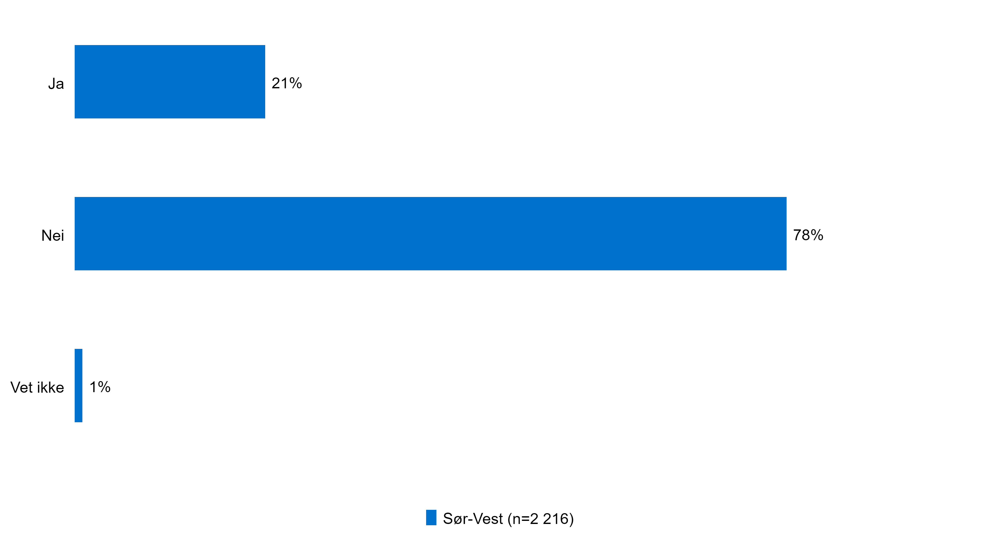 Ja 21%
Nei 78%
Vet ikke 1%
Sør-Vest (n=2 216)